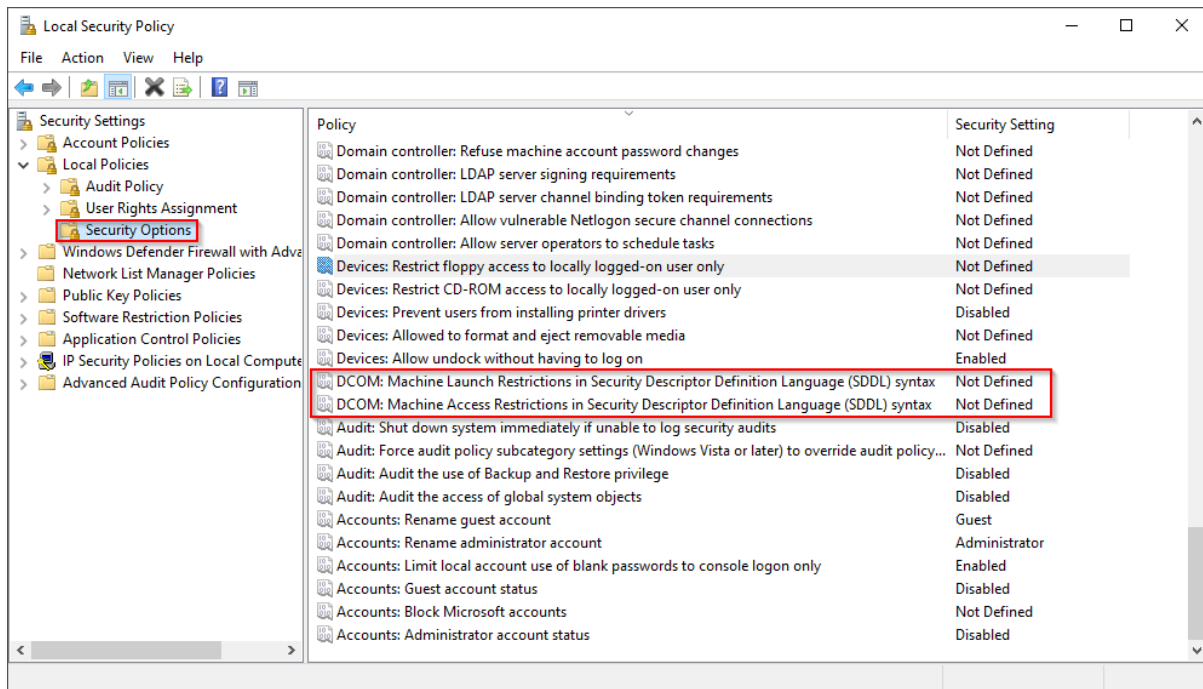 Local Security Policy
File Action View Help
Security Settings
Account Policies
Local Policies
Audit Policy
User Rights Assignment
Security Options
Windows Defender Firewall with Adva
Network List Manager Policies
Public Key Policies
Software Restriction Policies
Application Control Policies
IP Security Policies on Local Compute
Advanced Audit Policy Configuration
Policy Security Setting
Domain controller: Refuse machine account password changes Not Defined
Domain controller: LDAP server signing requirements Not Defined
Domain controller: LDAP server channel binding token requirements Not Defined
Domain controller: Allow vulnerable Netlogon secure channel connections Not Defined
Domain controller: Allow server operators to schedule tasks Not Defined
Devices: Restrict floppy access to locally logged-on user only Not Defined
Devices: Restrict CD-ROM access to locally logged-on user only Not Defined
Devices: Prevent users from installing printer drivers Disabled
Devices: Allowed to format and eject removable media Not Defined
Devices: Allow undock without having to log on Enabled
DCOM: Machine Launch Restrictions in Security Descriptor Definition Language (SDDL) syntax Not Defined
DCOM: Machine Access Restrictions in Security Descriptor Definition Language (SDDL) syntax Not Defined
Audit: Shut down system immediately if unable to log security audits Disabled
Audit: Force audit policy subcategory settings (Windows Vista or later) to override audit policy... Not Defined
Audit: Audit the use of Backup and Restore privilege Disabled
Audit: Audit the access of global system objects Disabled
Accounts: Rename guest account Guest
Accounts: Rename administrator account Administrator
Accounts: Limit local account use of blank passwords to console logon only Enabled
Accounts: Guest account status Disabled
Accounts: Block Microsoft accounts Not Defined
Accounts: Administrator account status Disabled